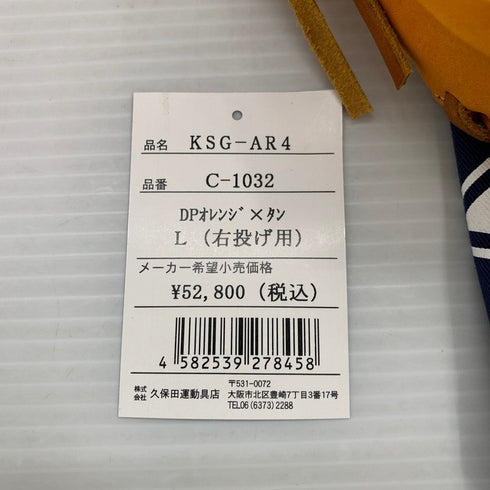 品名 KSG-AR4
品番 C-1032
DPオレンジ×タン
L (右投げ用)
メーカー希望小売価格
¥52,800 (税込)
4 582539 278458
株式会社 久保田運動具店
〒531-0072
大阪市北区豊崎7丁目3番17号
TEL06(6373)2288